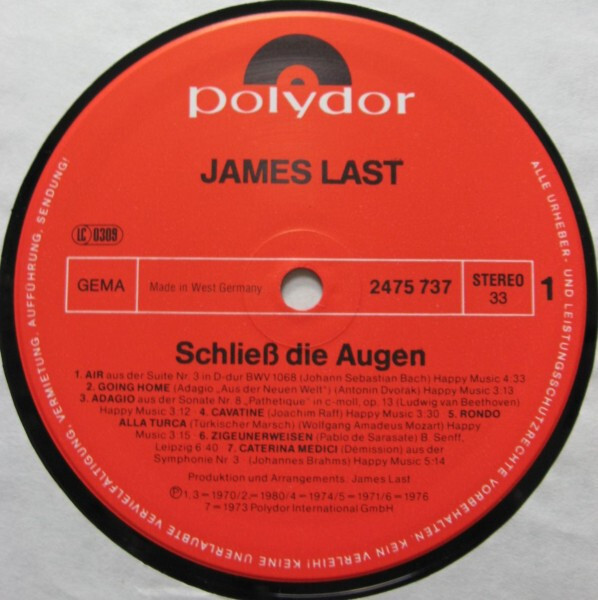 polydor
JAMES LAST
LC 0309
GEMA
Made in West Germany
2475 737
STEREO
33
1
Schließ die Augen
1. AIR aus der Suite Nr. 3 in D-dur BWV 1068 (Johann Sebastian Bach) Happy Music 4:33
2. GOING HOME (Adagio „Aus der Neuen Welt") (Antonin Dvorak) Happy Music 3:13
3. ADAGIO aus der Sonate Nr. 8 „Pathetique" in c-moll, op. 13 (Ludwig van Beethoven)
Happy Music 3:12 · 4. CAVATINE (Joachim Raff) Happy Music 3:30 5. RONDO
ALLA TURCA (Türkischer Marsch) (Wolfgang Amadeus Mozart) Happy
Music 3:15 · 6. ZIGEUNERWEISEN (Pablo de Sarasate) B. Senff,
Leipzig 6:40 · 7. CATERINA MEDICI (Demission) aus der
Symphonie Nr. 3 (Johannes Brahms) Happy Music 5:14
Produktion und Arrangements: James Last
Ⓟ 1, 3=1970/2=1980/4=1974/5=1971/6=1976
7=1973 Polydor International GmbH
ALLE URHEBER- UND LEISTUNGSSCHUTZRECHTE VORBEHALTEN. KEIN VERLEIH! KEINE UNERLAUBTE VERVIELFÄLTIGUNG, VERMIETUNG, AUFFÜHRUNG, SENDUNG!